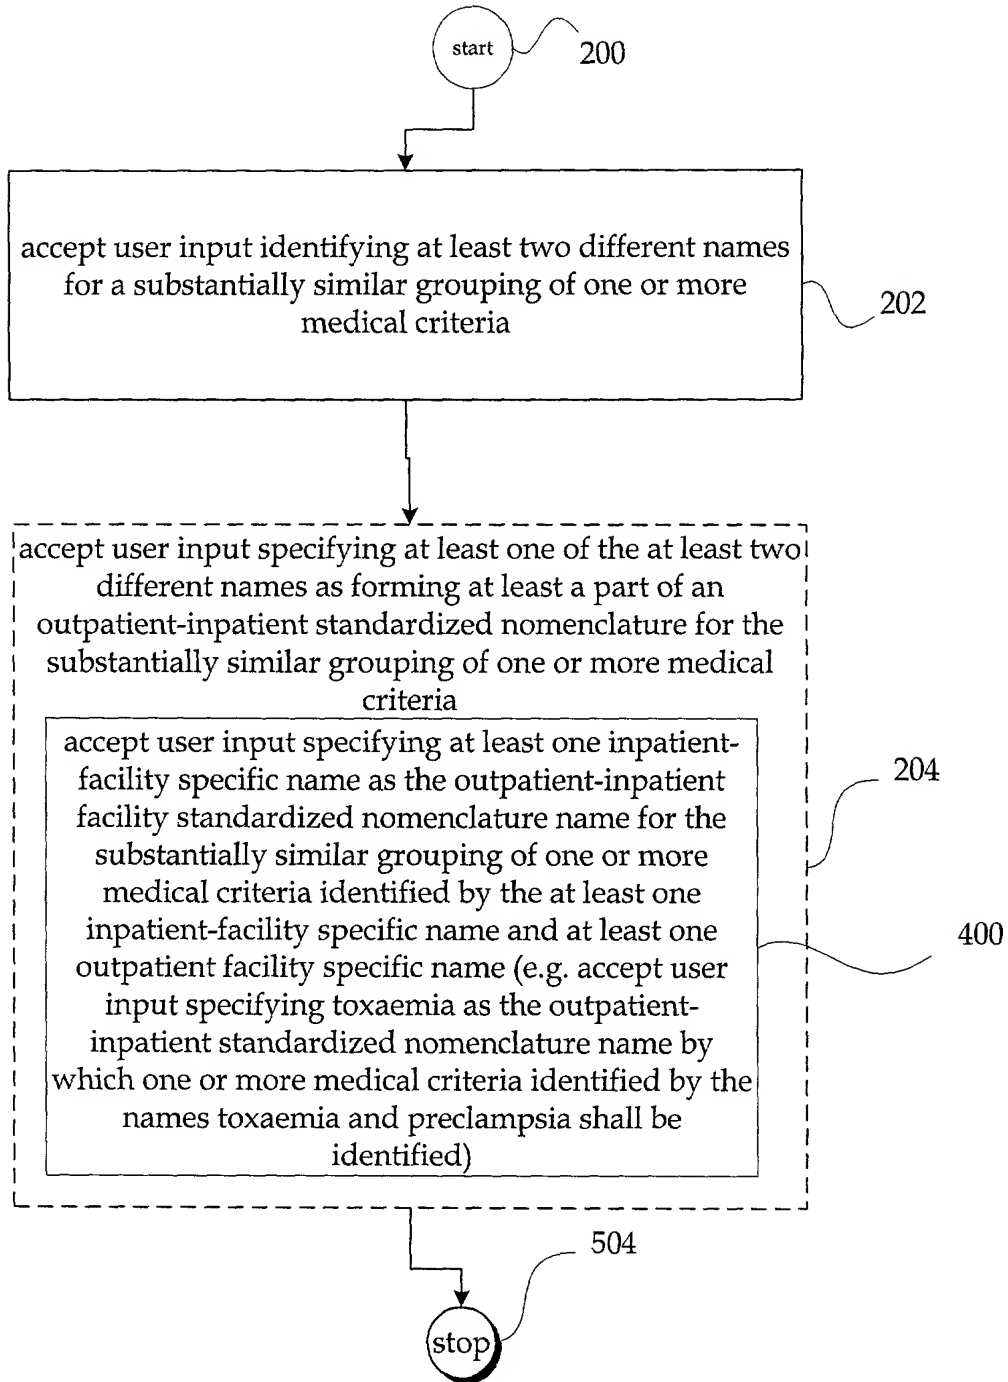 start
200
accept user input identifying at least two different names
for a substantially similar grouping of one or more
medical criteria
202
accept user input specifying at least one of the at least two
different names as forming at least a part of an
outpatient-inpatient standardized nomenclature for the
substantially similar grouping of one or more medical
criteria
204
accept user input specifying at least one inpatient-
facility specific name as the outpatient-inpatient
facility standardized nomenclature name for the
substantially similar grouping of one or more
medical criteria identified by the at least one
inpatient-facility specific name and at least one
outpatient facility specific name (e.g. accept user
input specifying toxaemia as the outpatient-
inpatient standardized nomenclature name by
which one or more medical criteria identified by the
names toxaemia and preclampsia shall be
identified)
400
504
stop